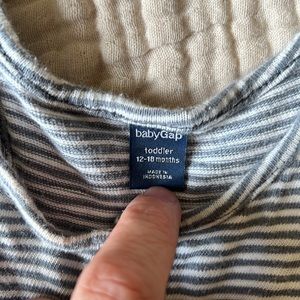 babyGap
toddler
12-18 months
MADE IN
INDONESIA